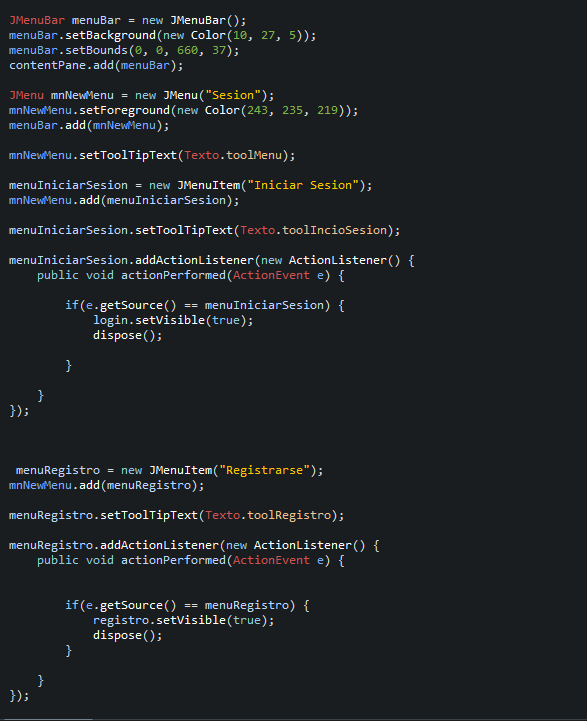 JMenuBar menuBar = new JMenuBar();
menuBar.setBackground(new Color(10, 27, 5));
menuBar.setBounds(0, 0, 660, 37);
contentPane.add(menuBar);
JMenu mnNewMenu = new JMenu("Sesion");
mnNewMenu.setForeground(new Color(243, 235, 219));
menuBar.add(mnNewMenu);
mnNewMenu.setToolTipText(Texto.toolMenu);
menuIniciarSesion = new JMenuItem("Iniciar Sesion");
mnNewMenu.add(menuIniciarSesion);
menuIniciarSesion.setToolTipText(Texto.toolIncioSesion);
menuIniciarSesion.addActionListener(new ActionListener() {
    public void actionPerformed(ActionEvent e) {
        if(e.getSource() == menuIniciarSesion) {
            login.setVisible(true);
            dispose();
        }
    }
});
 menuRegistro = new JMenuItem("Registrarse");
mnNewMenu.add(menuRegistro);
menuRegistro.setToolTipText(Texto.toolRegistro);
menuRegistro.addActionListener(new ActionListener() {
    public void actionPerformed(ActionEvent e) {
        if(e.getSource() == menuRegistro) {
            registro.setVisible(true);
            dispose();
        }
    }
});